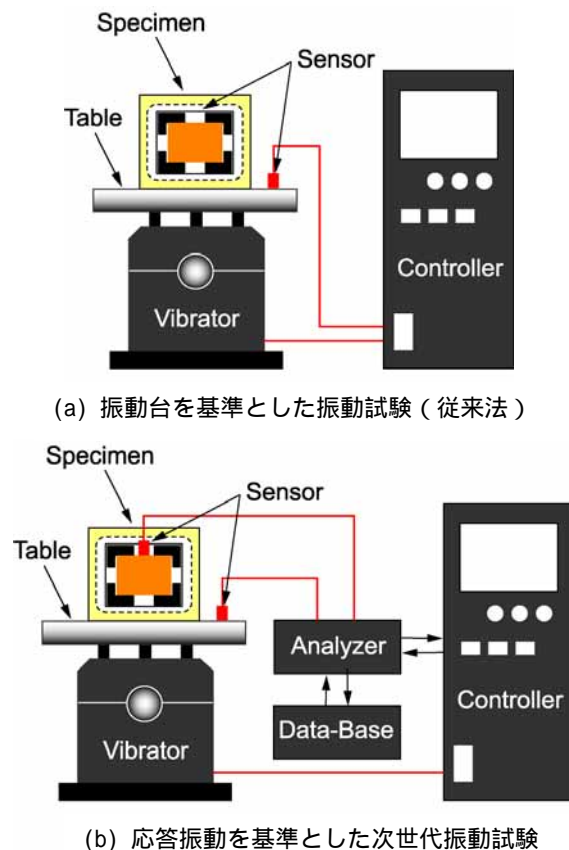 Specimen
Sensor
Table
Controller
Vibrator
(a) 振動台を基準とした振動試験（従来法）
Specimen
Sensor
Table
Analyzer
Controller
Data-Base
Vibrator
(b) 応答振動を基準とした次世代振動試験